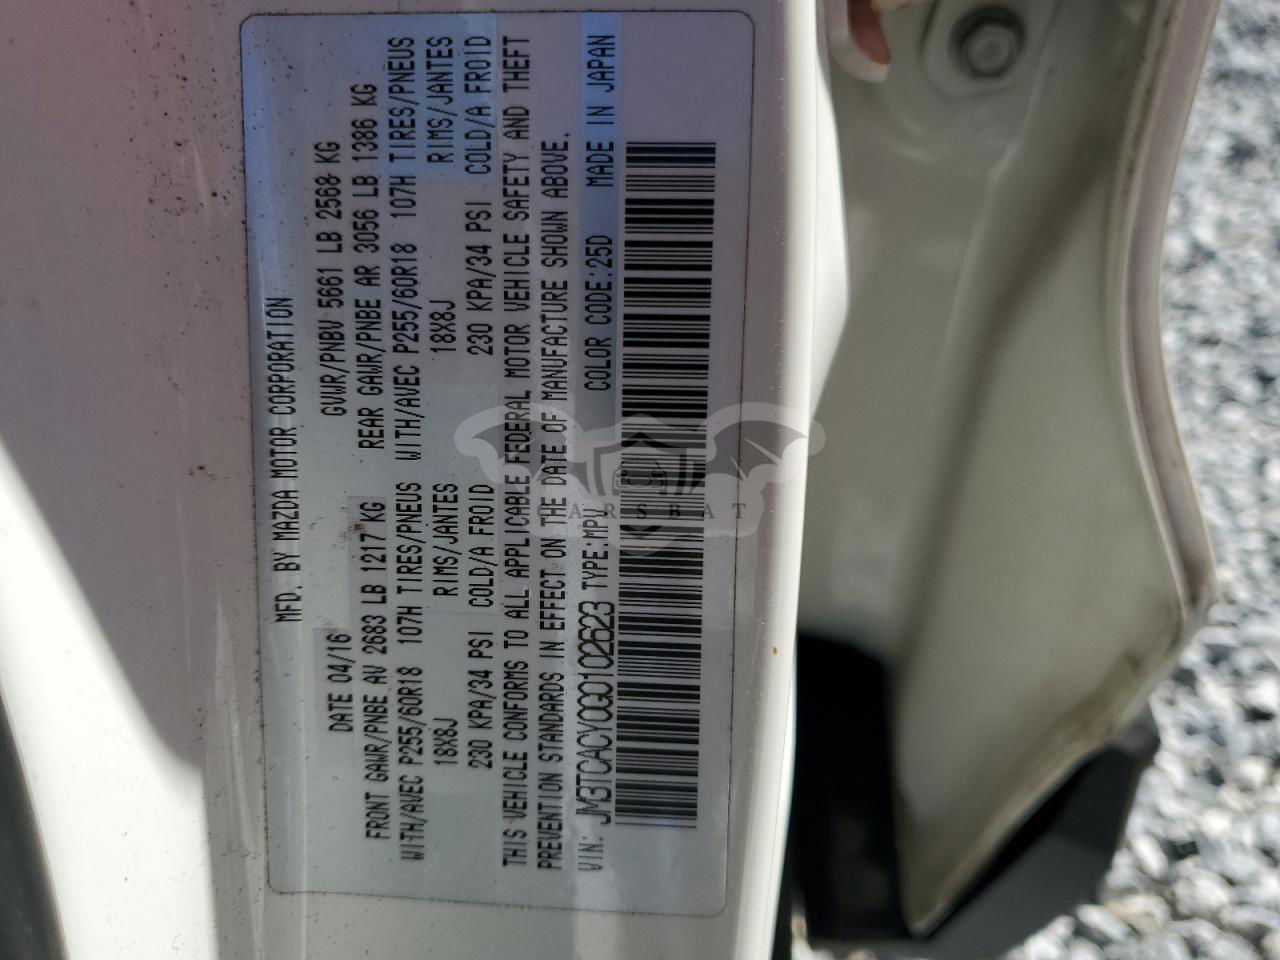 MFD. BY MAZDA MOTOR CORPORATION
DATE 04/16 GVWR/PNBV 5661 LB 2568 KG
FRONT GAWR/PNBE AV 2683 LB 1217 KG REAR GAWR/PNBE AR 3056 LB 1386 KG
WITH/AVEC P255/60R18 107H TIRES/PNEUS WITH/AVEC P255/60R18 107H TIRES/PNEUS
18X8J RIMS/JANTES 18X8J RIMS/JANTES
230 KPA/34 PSI COLD/A FROID 230 KPA/34 PSI COLD/A FROID
THIS VEHICLE CONFORMS TO ALL APPLICABLE FEDERAL MOTOR VEHICLE SAFETY AND THEFT
PREVENTION STANDARDS IN EFFECT ON THE DATE OF MANUFACTURE SHOWN ABOVE.
VIN: JM3TCACY0G0102623 TYPE:MPV COLOR CODE:25D MADE IN JAPAN
CARSBAT